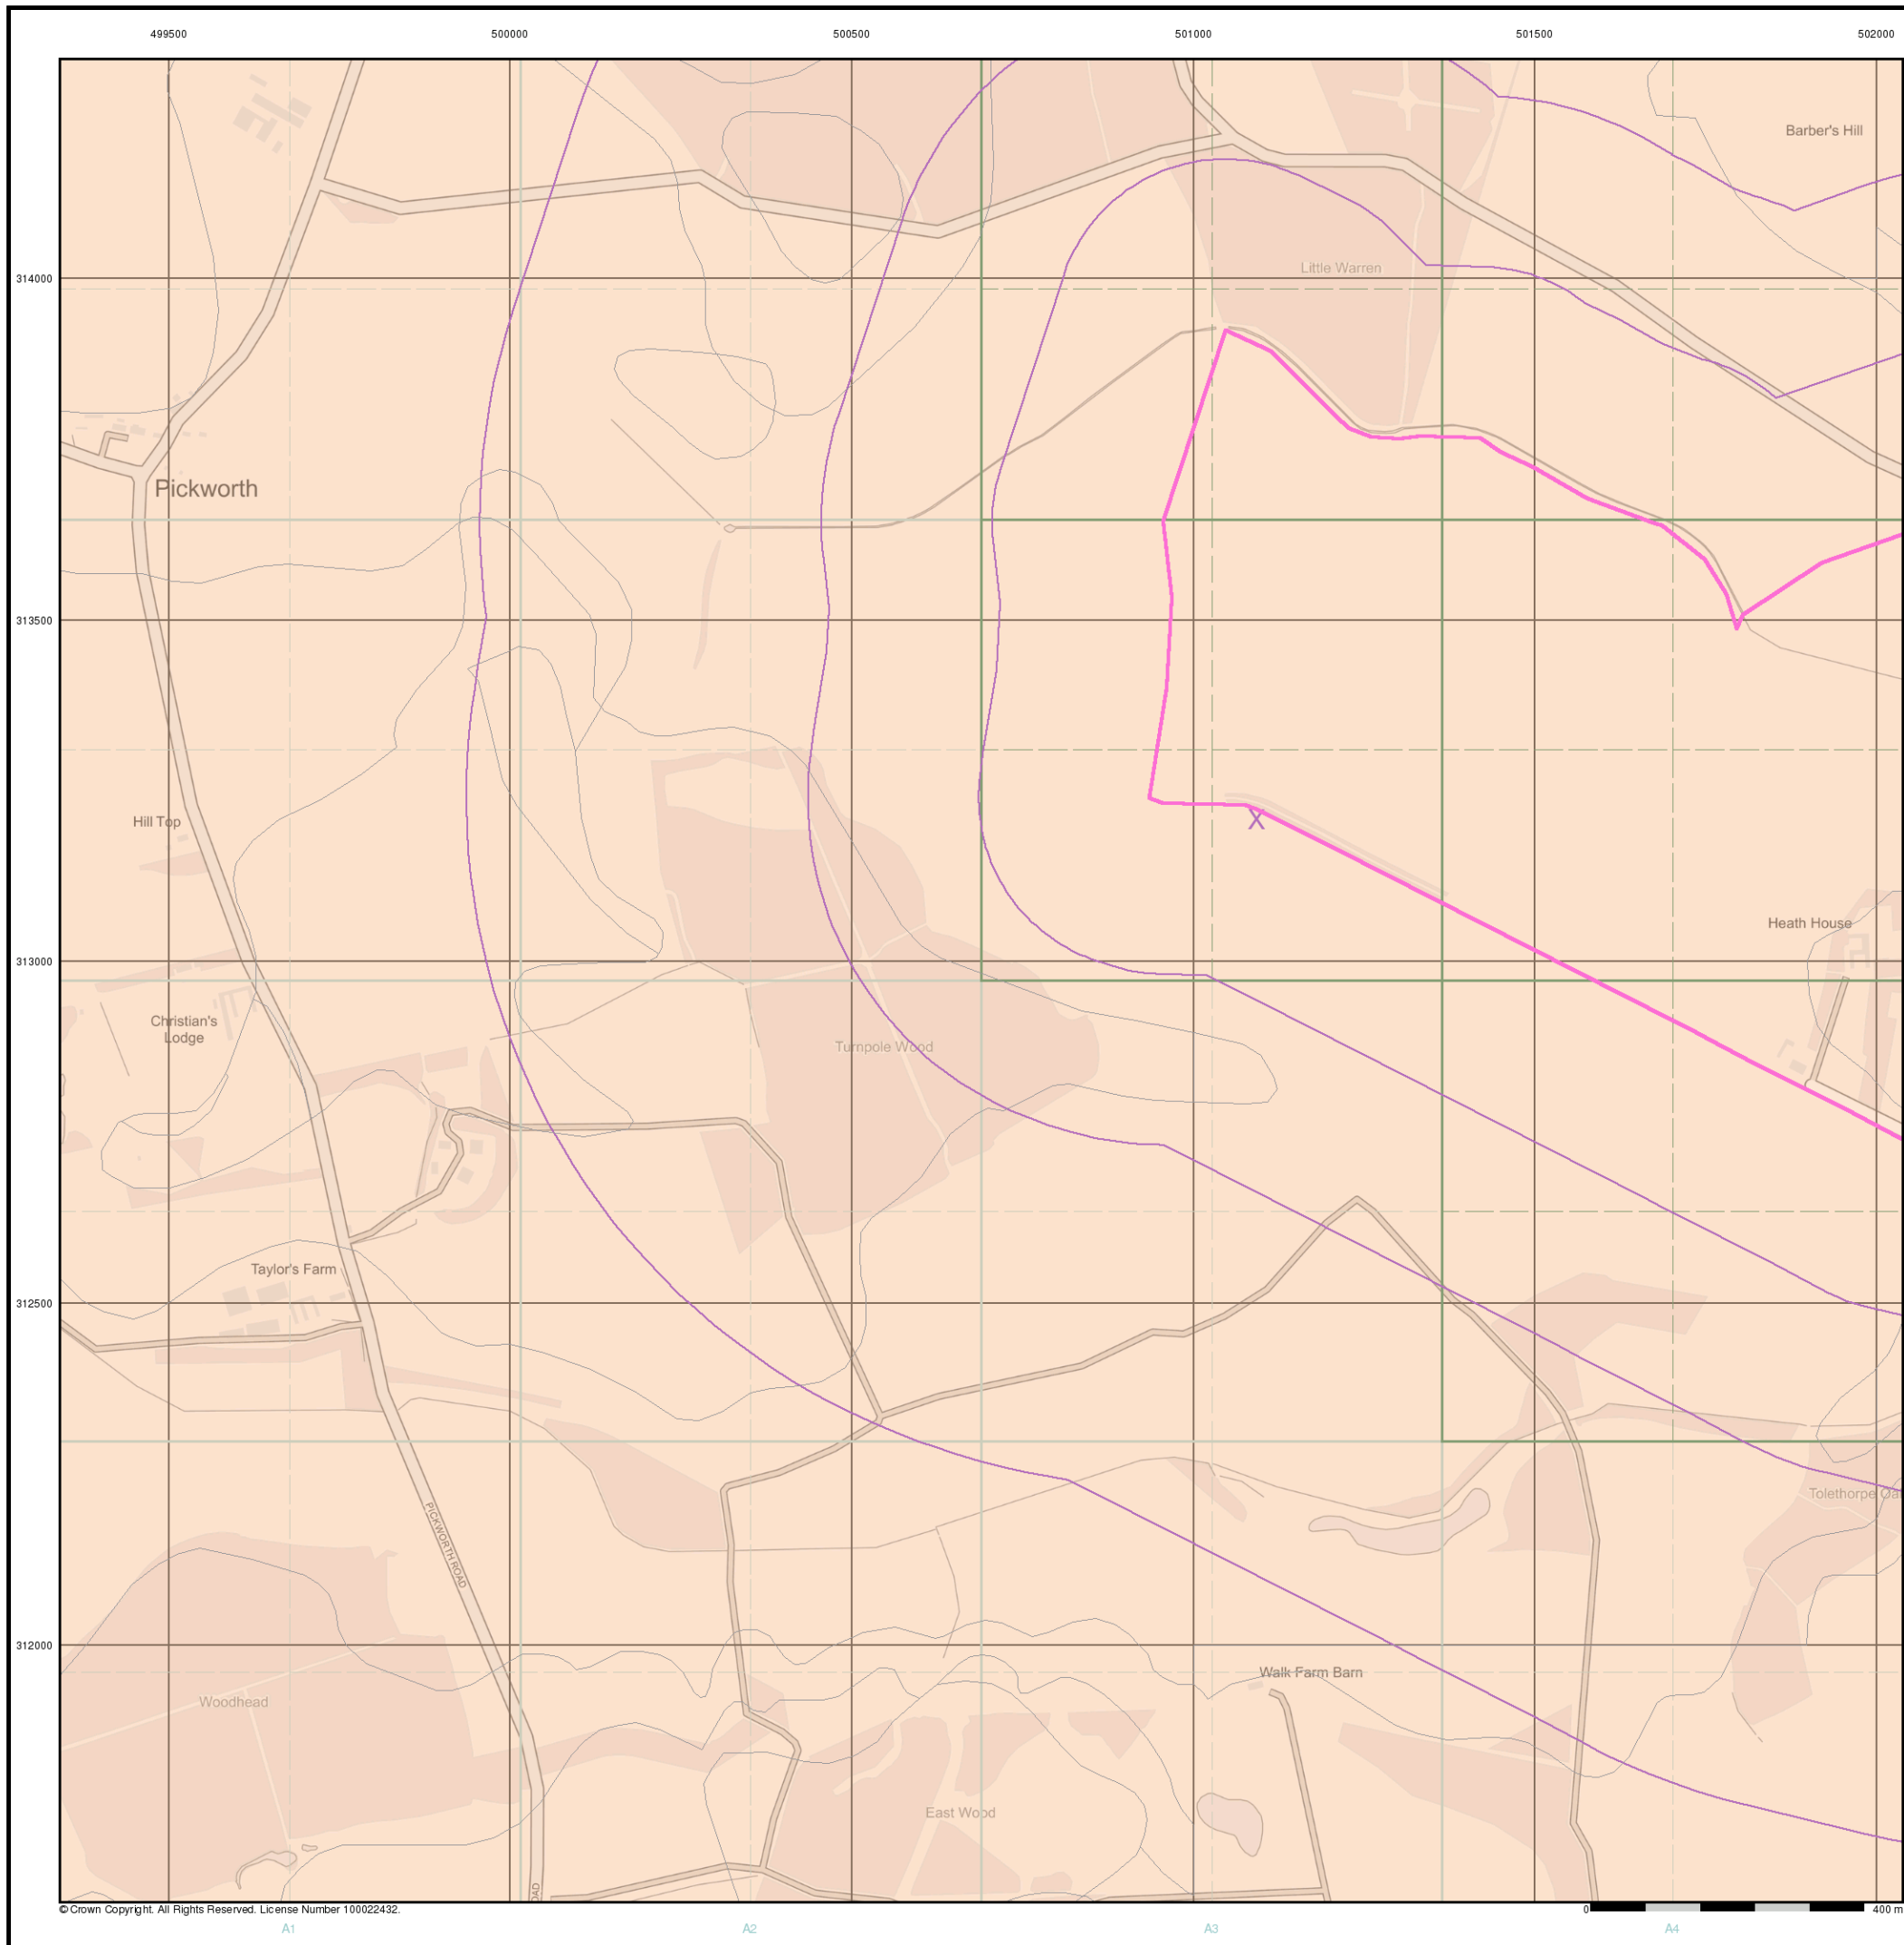 499500 500000 500500 501000 501500 502000
Barber's Hill
Little Warren
314000
Pickworth
313500
X
Hill Top
Heath House
313000
Christian's
Lodge
Turnpole Wood
Taylor's Farm
312500
Tolethorpe Oa
PICKWORTH ROAD
312000
Walk Farm Barn
Woodhead
East Wood
OAD
© Crown Copyright. All Rights Reserved. License Number 100022432.
0 400 m
A1 A2 A3 A4